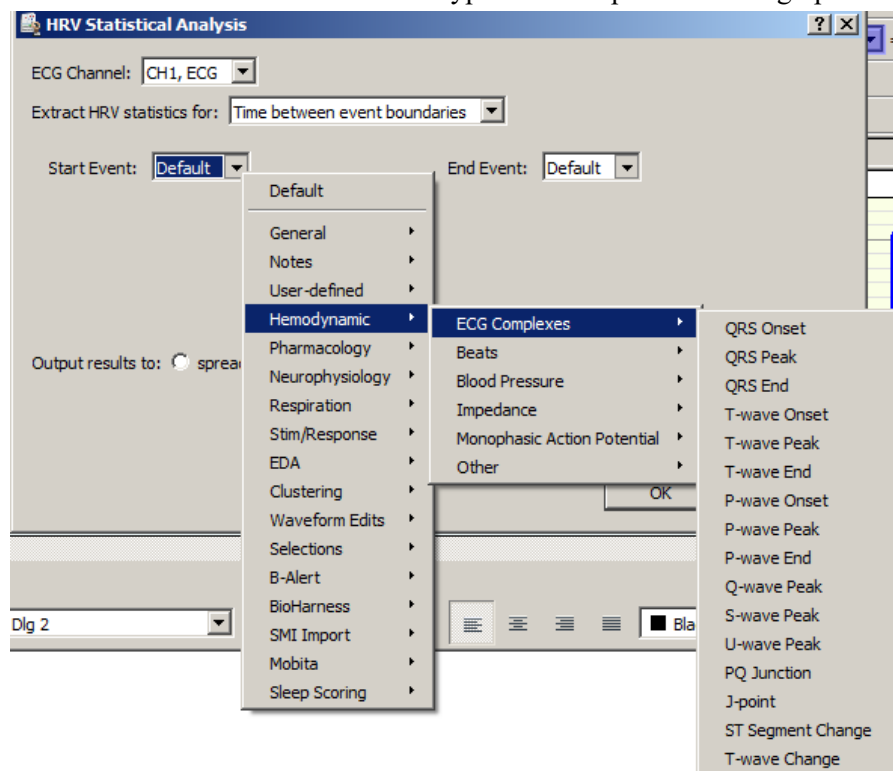 HRV Statistical Analysis
ECG Channel: CH1, ECG
Extract HRV statistics for: Time between event boundaries
Start Event: Default
End Event: Default
Default
General
Notes
User-defined
Hemodynamic
Pharmacology
Neurophysiology
Respiration
Stim/Response
EDA
Clustering
Waveform Edits
Selections
B-Alert
BioHarness
SMI Import
Mobita
Sleep Scoring
ECG Complexes
Beats
Blood Pressure
Impedance
Monophasic Action Potential
Other
QRS Onset
QRS Peak
QRS End
T-wave Onset
T-wave Peak
T-wave End
P-wave Onset
P-wave Peak
P-wave End
Q-wave Peak
S-wave Peak
U-wave Peak
PQ Junction
J-point
ST Segment Change
T-wave Change
Output results to: sprea
OK
Dlg 2
Bla